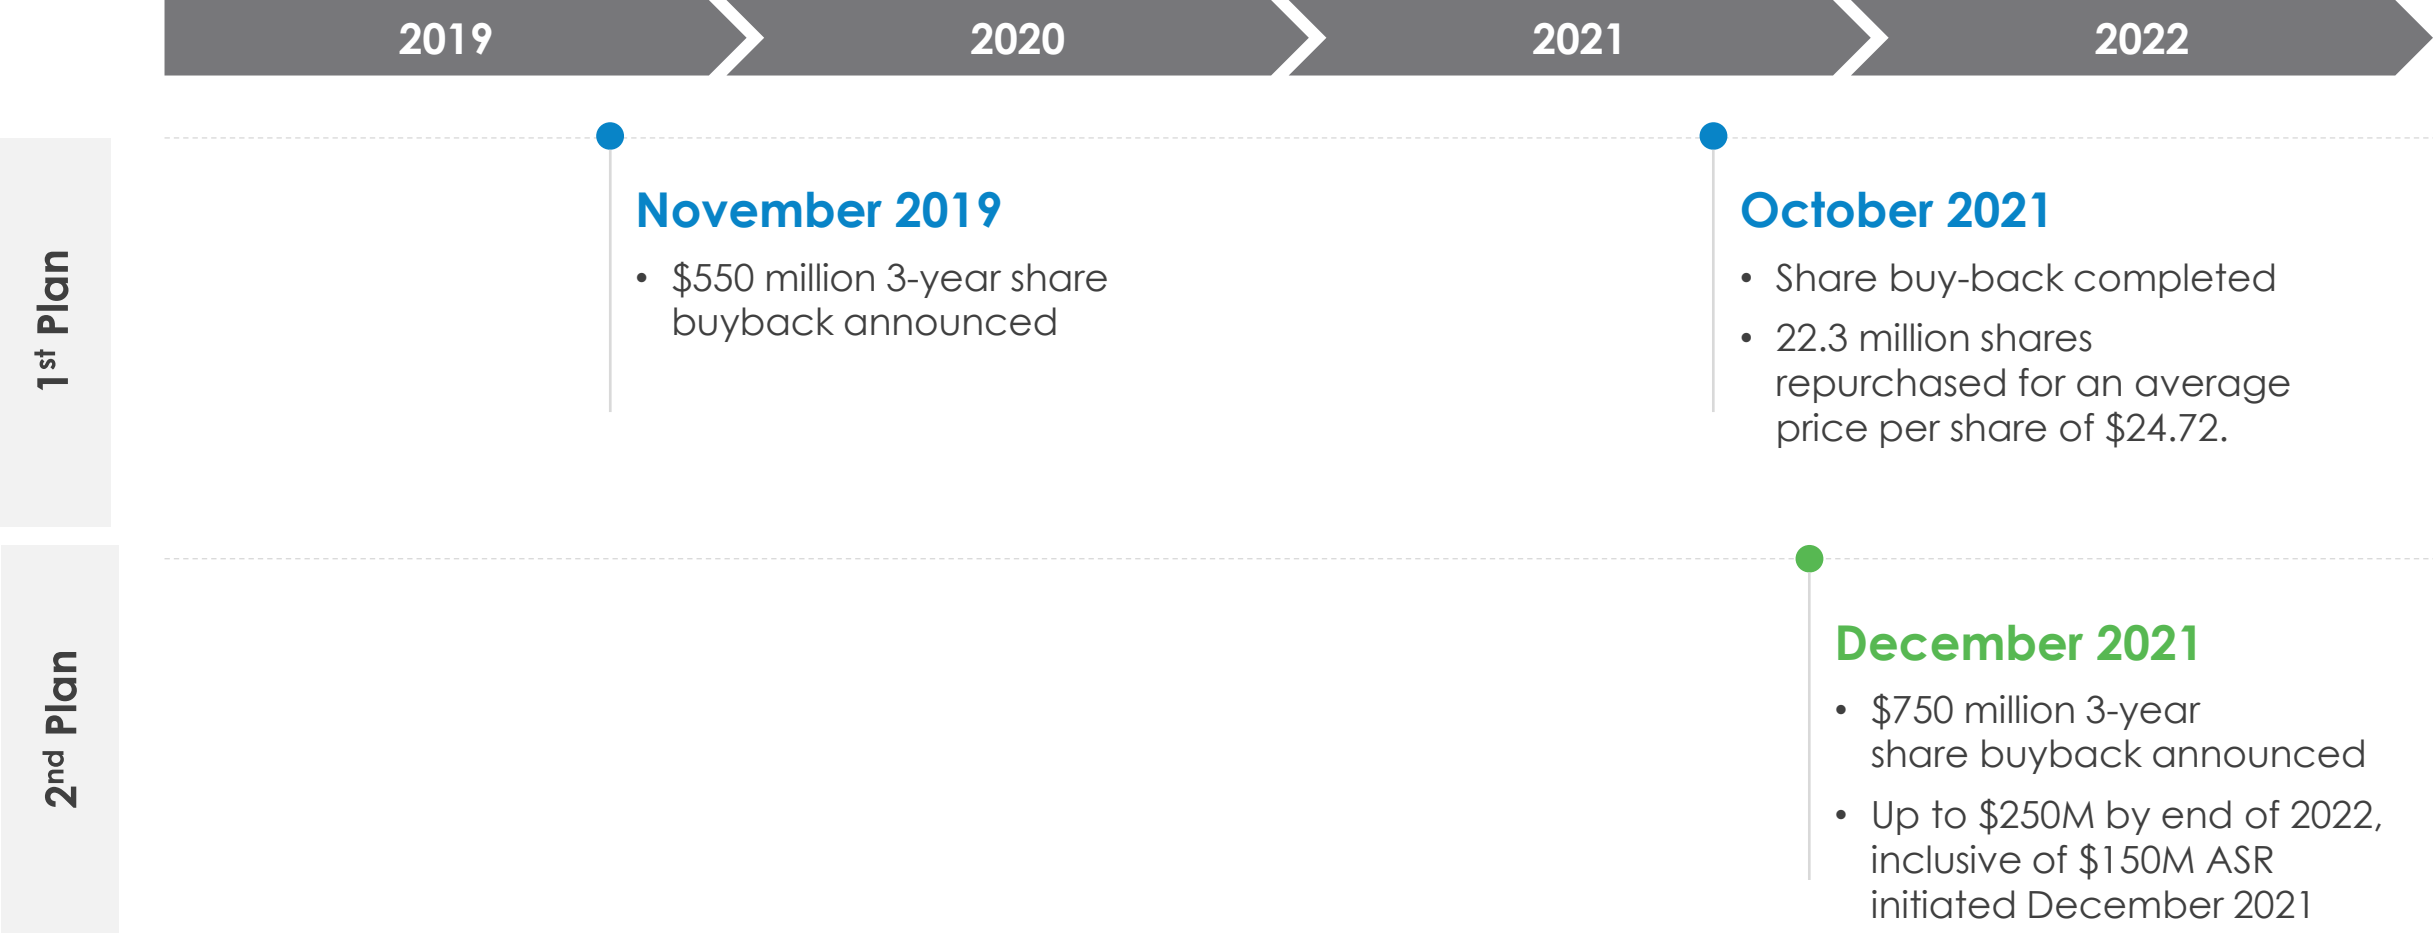 2019
2020
2021
2022
1st Plan
November 2019
• $550 million 3-year share
buyback announced
October 2021
• Share buy-back completed
• 22.3 million shares
repurchased for an average
price per share of $24.72.
2nd Plan
December 2021
• $750 million 3-year
share buyback announced
• Up to $250M by end of 2022,
inclusive of $150M ASR
initiated December 2021